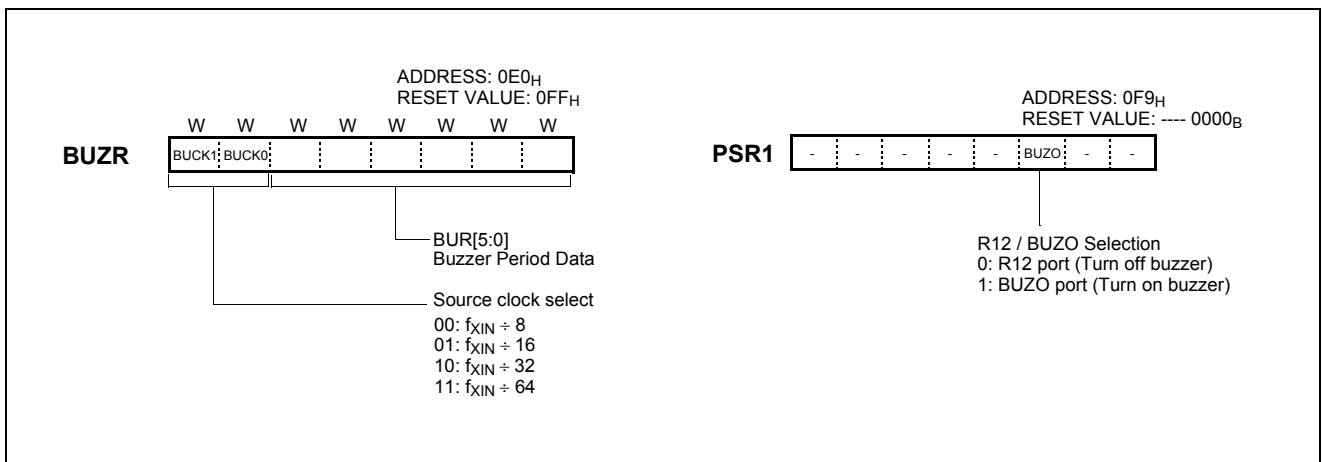 ADDRESS: 0E0H
RESET VALUE: 0FFH
W W W W W W W W
BUZR BUCK1 BUCK0
BUR[5:0]
Buzzer Period Data
Source clock select
00: fXIN ÷ 8
01: fXIN ÷ 16
10: fXIN ÷ 32
11: fXIN ÷ 64
ADDRESS: 0F9H
RESET VALUE: ---- 0000B
PSR1 - - - - - BUZO - -
R12 / BUZO Selection
0: R12 port (Turn off buzzer)
1: BUZO port (Turn on buzzer)